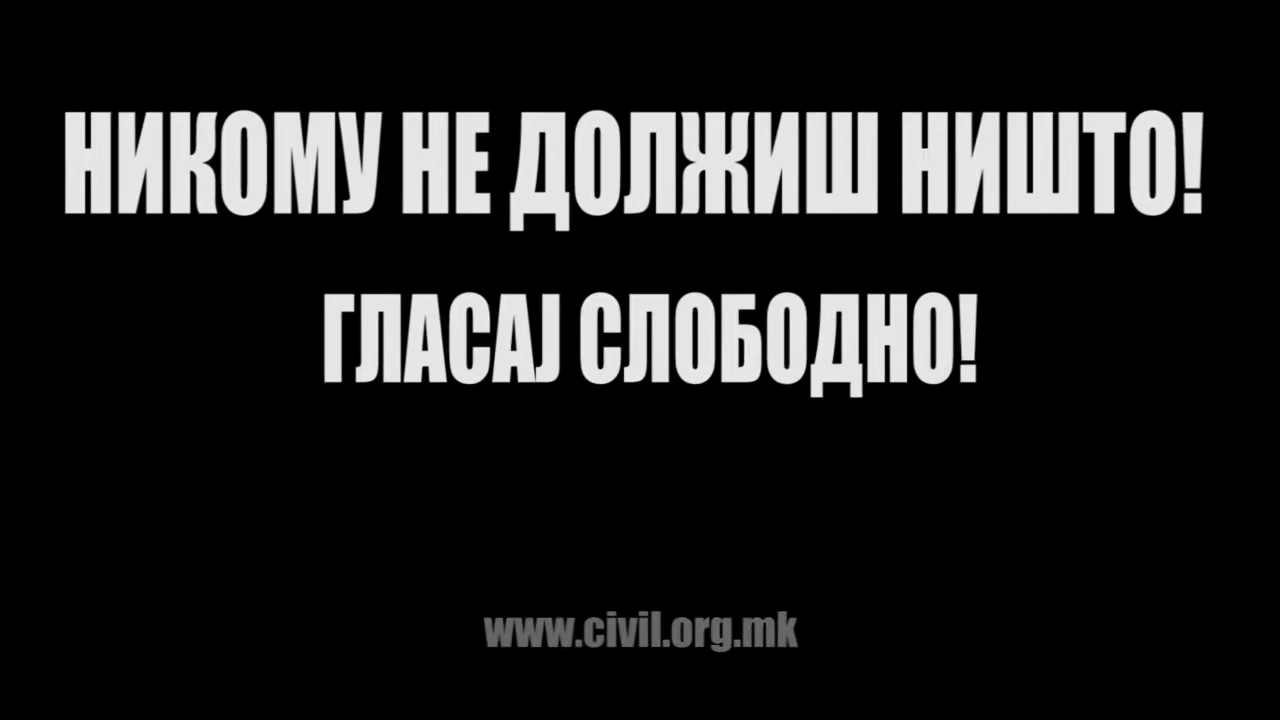 НИКОМУ НЕ ДОЛЖИШ НИШТО!
ГЛАСАЈ СЛОБОДНО!
www.civil.org.mk